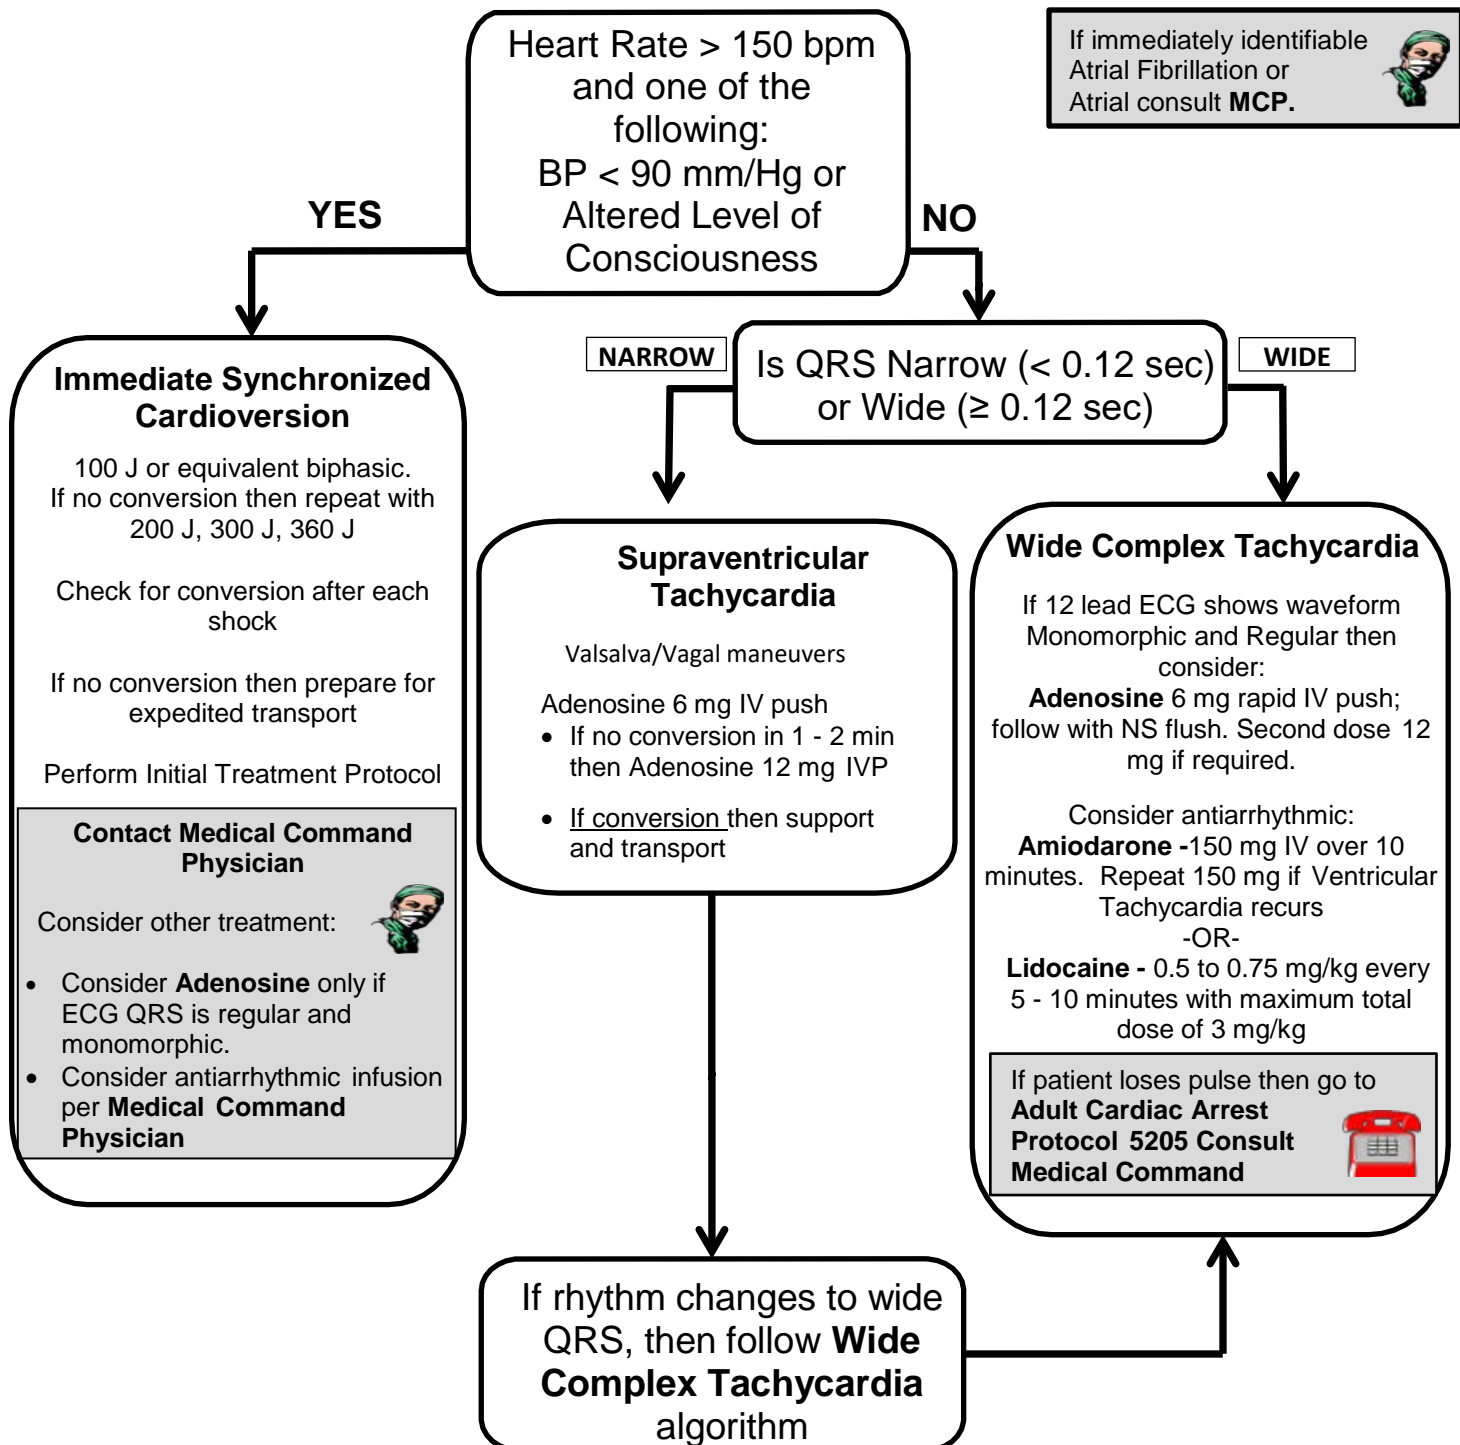 Heart Rate > 150 bpm
and one of the
following:
BP < 90 mm/Hg or
Altered Level of
Consciousness
If immediately identifiable
Atrial Fibrillation or
Atrial consult MCP.
YES
NO
Immediate Synchronized
Cardioversion
100 J or equivalent biphasic.
If no conversion then repeat with
200 J, 300 J, 360 J
Check for conversion after each
shock
If no conversion then prepare for
expedited transport
Perform Initial Treatment Protocol
Contact Medical Command
Physician
Consider other treatment:
• Consider Adenosine only if
ECG QRS is regular and
monomorphic.
• Consider antiarrhythmic infusion
per Medical Command
Physician
NARROW
Is QRS Narrow (< 0.12 sec)
or Wide (≥ 0.12 sec)
WIDE
Supraventricular
Tachycardia
Valsalva/Vagal maneuvers
Adenosine 6 mg IV push
• If no conversion in 1 - 2 min
then Adenosine 12 mg IVP
• If conversion then support
and transport
Wide Complex Tachycardia
If 12 lead ECG shows waveform
Monomorphic and Regular then
consider:
Adenosine 6 mg rapid IV push;
follow with NS flush. Second dose 12
mg if required.
Consider antiarrhythmic:
Amiodarone -150 mg IV over 10
minutes. Repeat 150 mg if Ventricular
Tachycardia recurs
-OR-
Lidocaine - 0.5 to 0.75 mg/kg every
5 - 10 minutes with maximum total
dose of 3 mg/kg
If patient loses pulse then go to
Adult Cardiac Arrest
Protocol 5205 Consult
Medical Command
If rhythm changes to wide
QRS, then follow Wide
Complex Tachycardia
algorithm